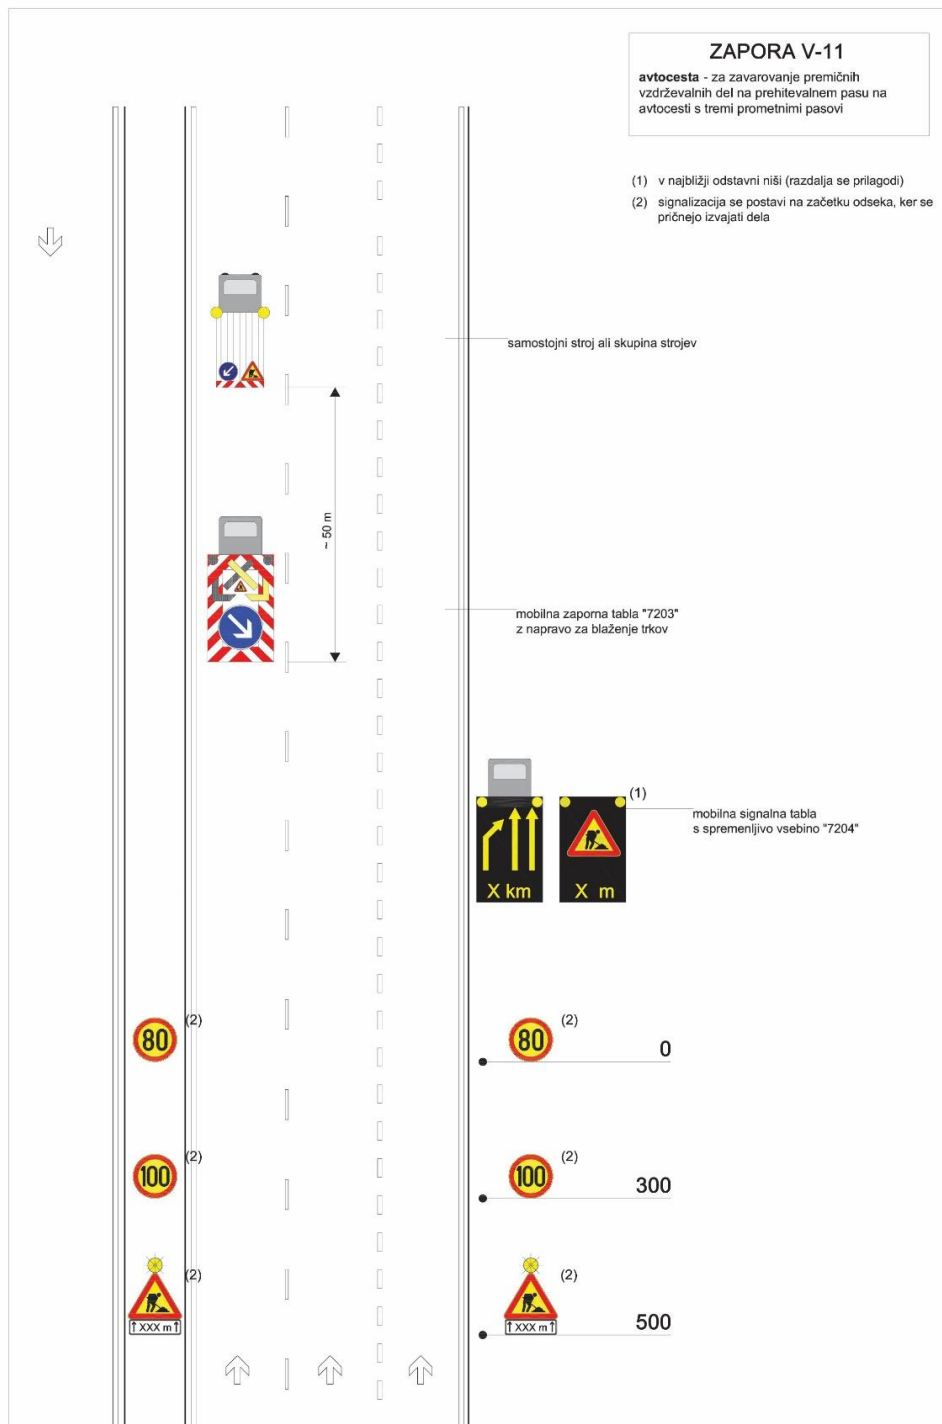 ZAPORA V-11
avtocesta - za zavarovanje premičnih
vzdrževalnih del na prehitevalnem pasu na
avtocesti s tremi prometnimi pasovi
(1) v najbližji odstavni niši (razdalja se prilagodi)
(2) signalizacija se postavi na začetku odseka, ker se
pričnejo izvajati dela
samostojni stroj ali skupina strojev
~ 50 m
mobilna zaporna tabla "7203"
z napravo za blaženje trkov
(1)
mobilna signalna tabla
s spremenljivo vsebino "7204"
X km
X m
80 (2)
80 (2)
0
100 (2)
100 (2)
300
(2)
(2)
↑ XXX m ↑
↑ XXX m ↑
500